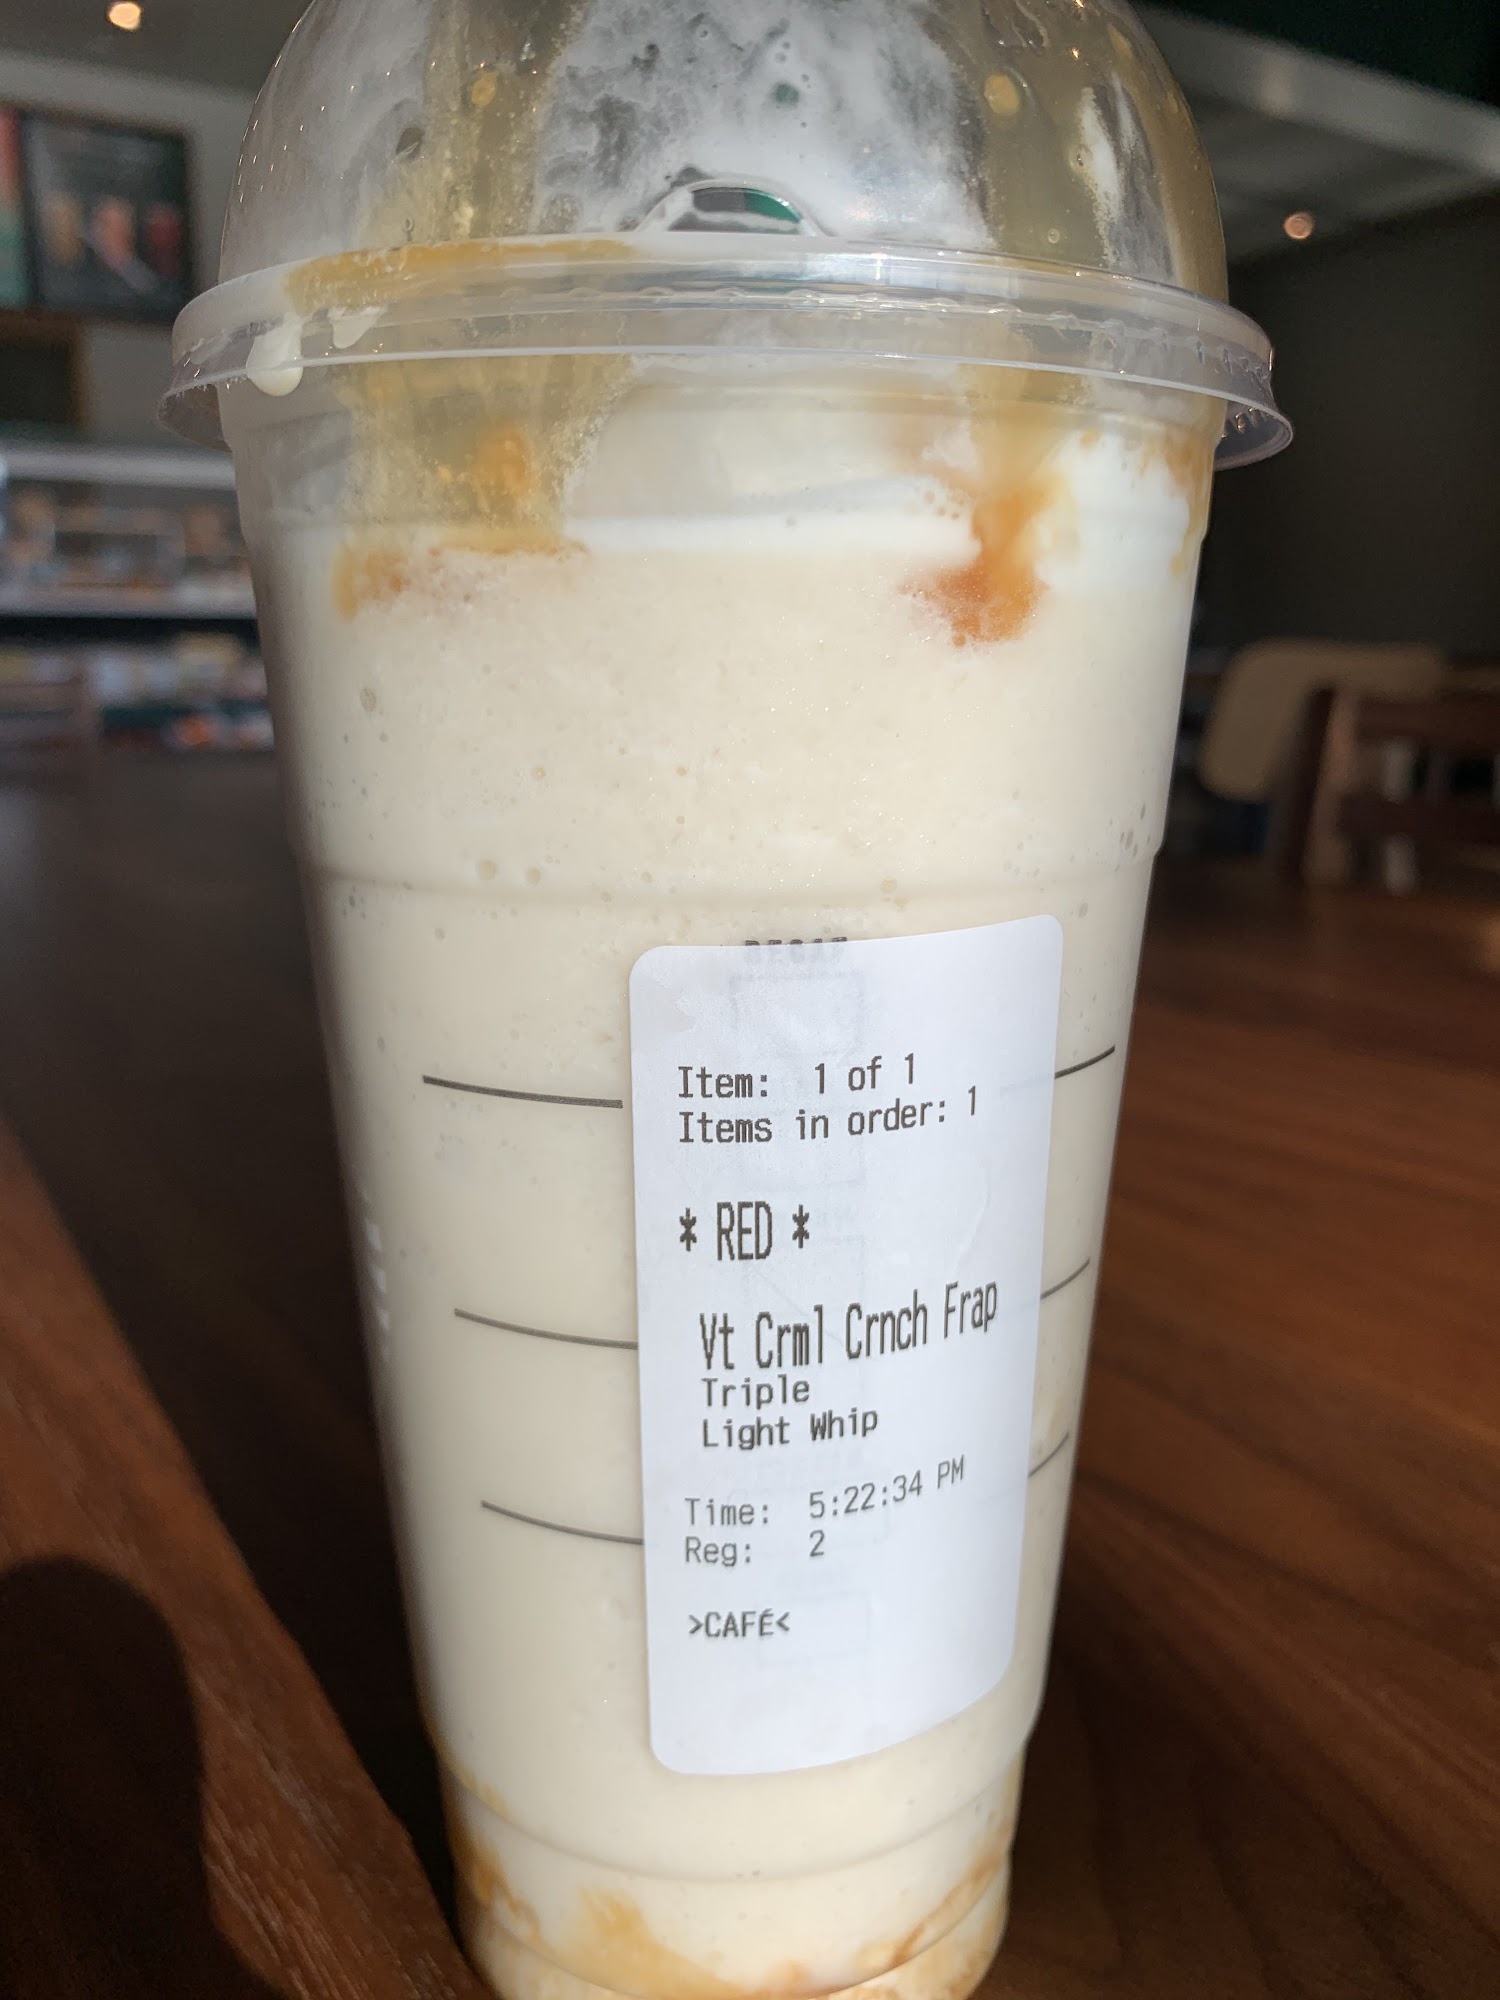 DECAF
Item: 1 of 1
Items in order: 1
* RED *
Vt Crml Crnch Frap
Triple
Light Whip
Time: 5:22:34 PM
Reg: 2
>CAFÉ<